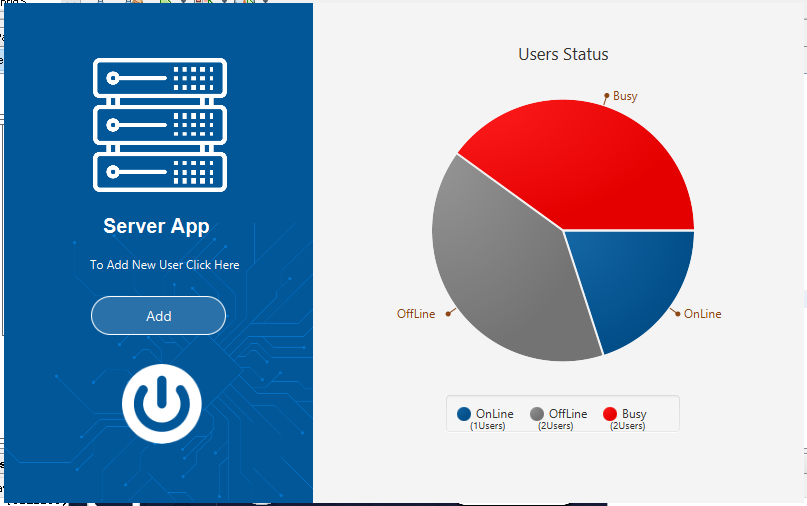 Server App
To Add New User Click Here
Add
Users Status
Busy
OffLine
OnLine
OnLine
(1Users)
OffLine
(2Users)
Busy
(2Users)